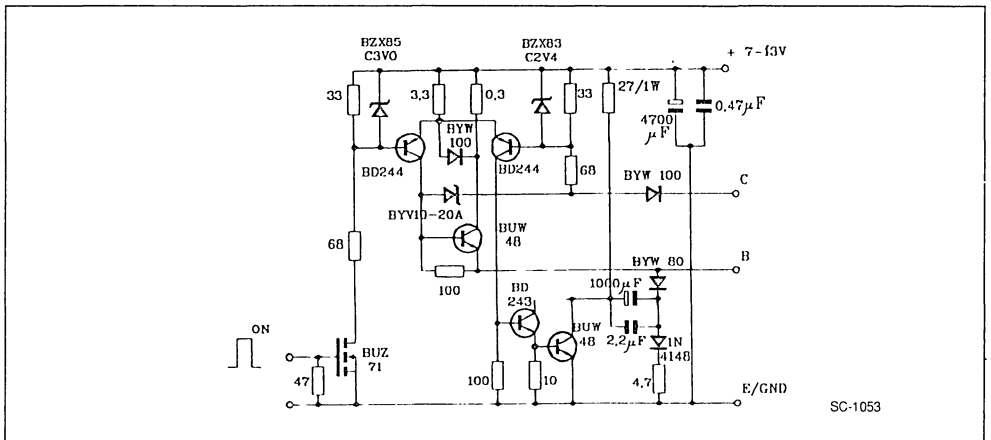 BZX85
C3V0
BZX83
C2V4
+ 7-13V
33
3,3
0,3
33
27/1W
4700
µF
0,47µF
BYW
100
BD244
BD244
68
BYW 100
C
BYV10-20A
BUW
48
68
B
100
BYW 80
1000µF
BD
243
BUW
48
2,2µF
1N
4148
ON
BUZ
71
47
100
10
4,7
E/GND
SC-1053